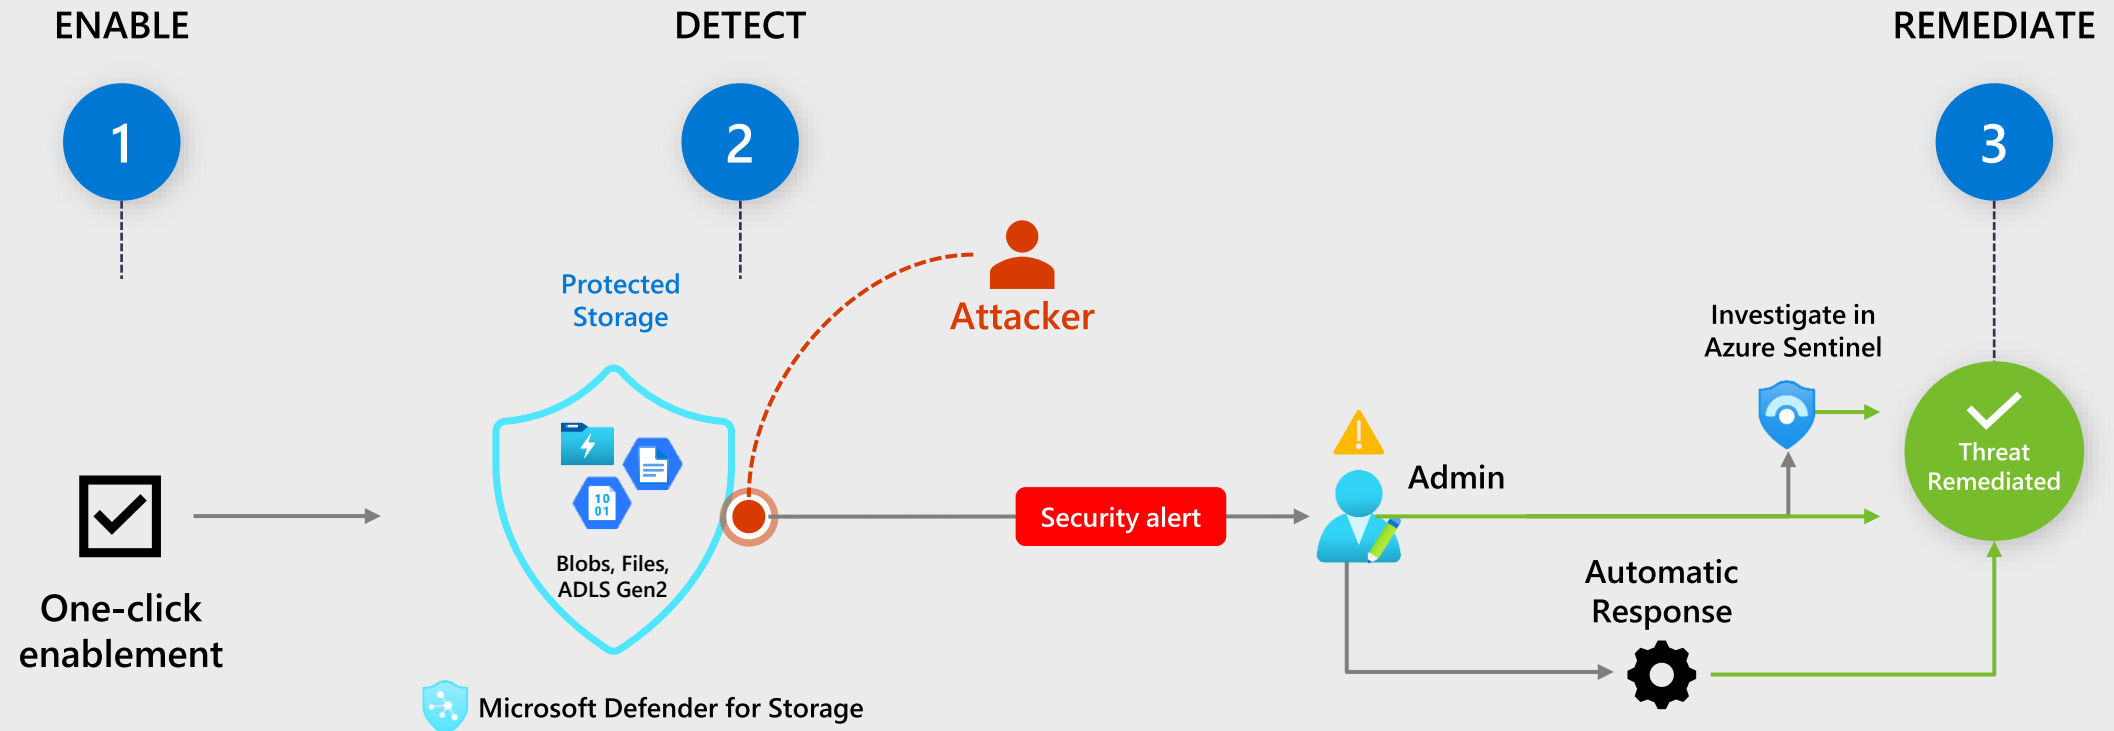 ENABLE
DETECT
REMEDIATE
1
2
3
Protected
Storage
Attacker
Investigate in
Azure Sentinel
Threat
Remediated
10
01
Admin
Security alert
Blobs, Files,
ADLS Gen2
One-click
enablement
Automatic
Response
Microsoft Defender for Storage